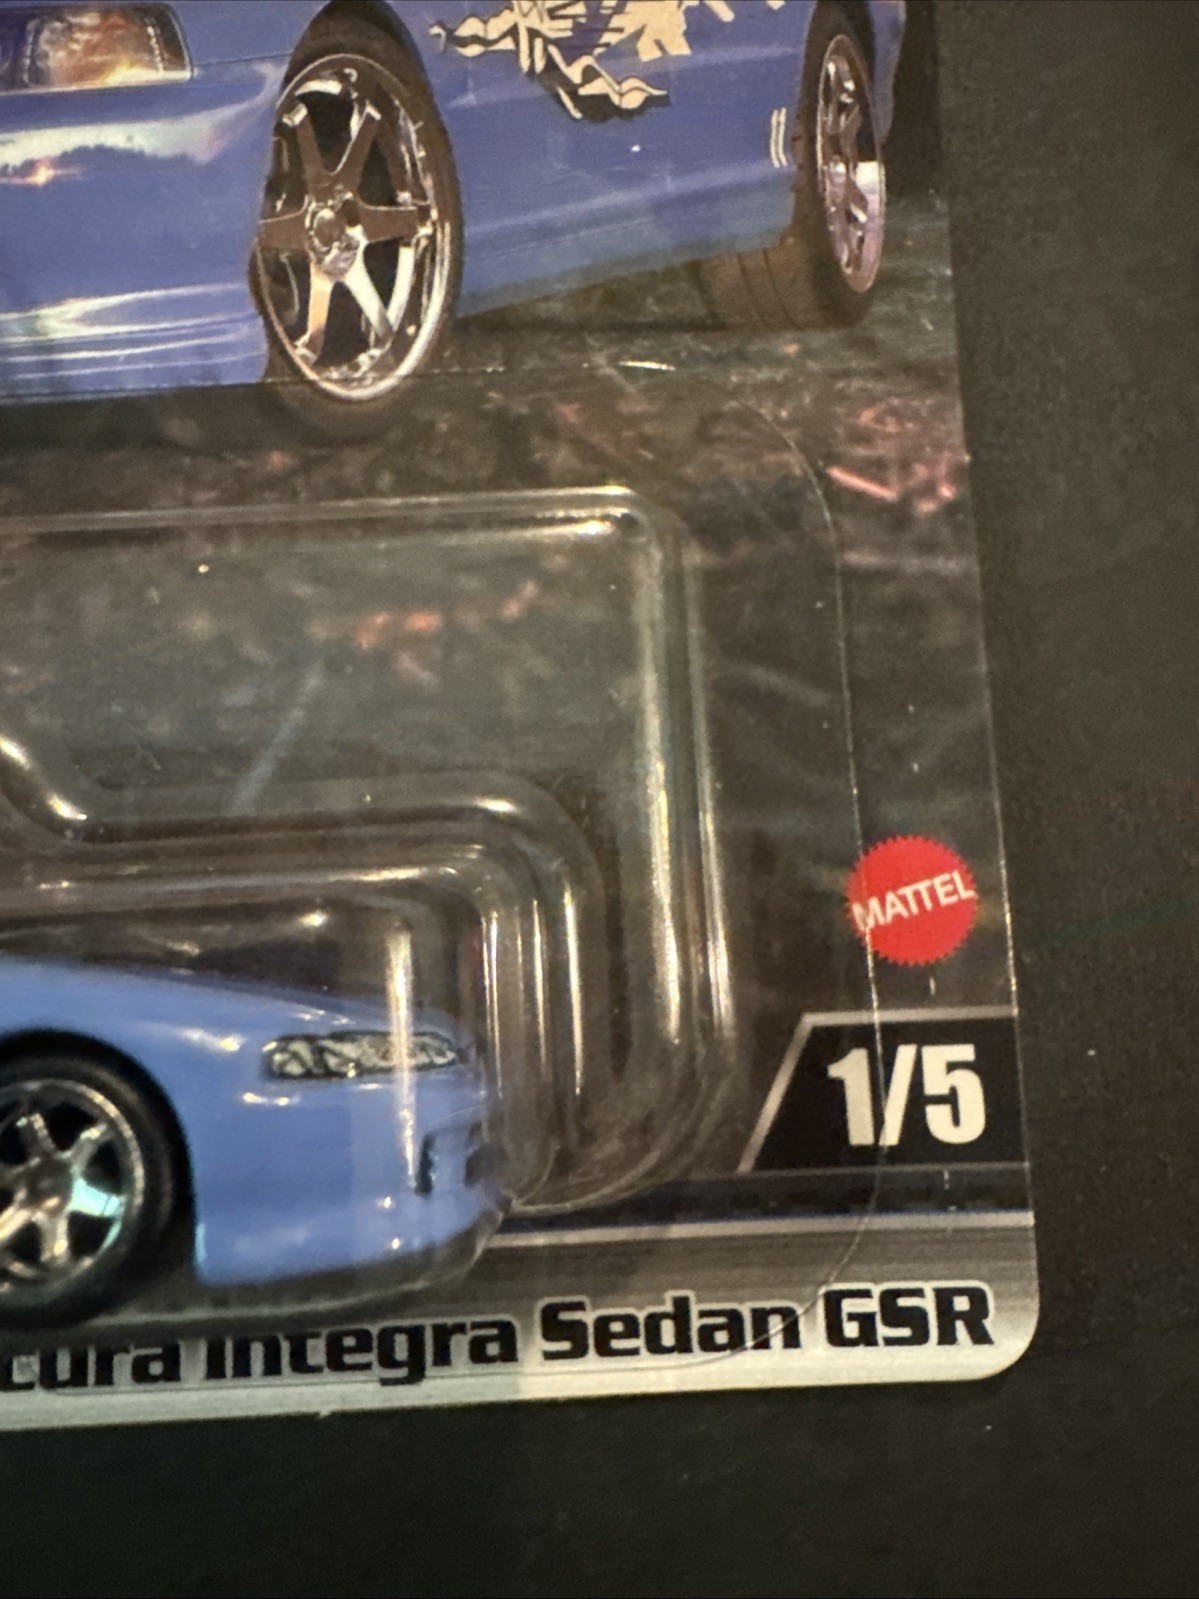 MATTEL
1/5
cura Integra Sedan GSR